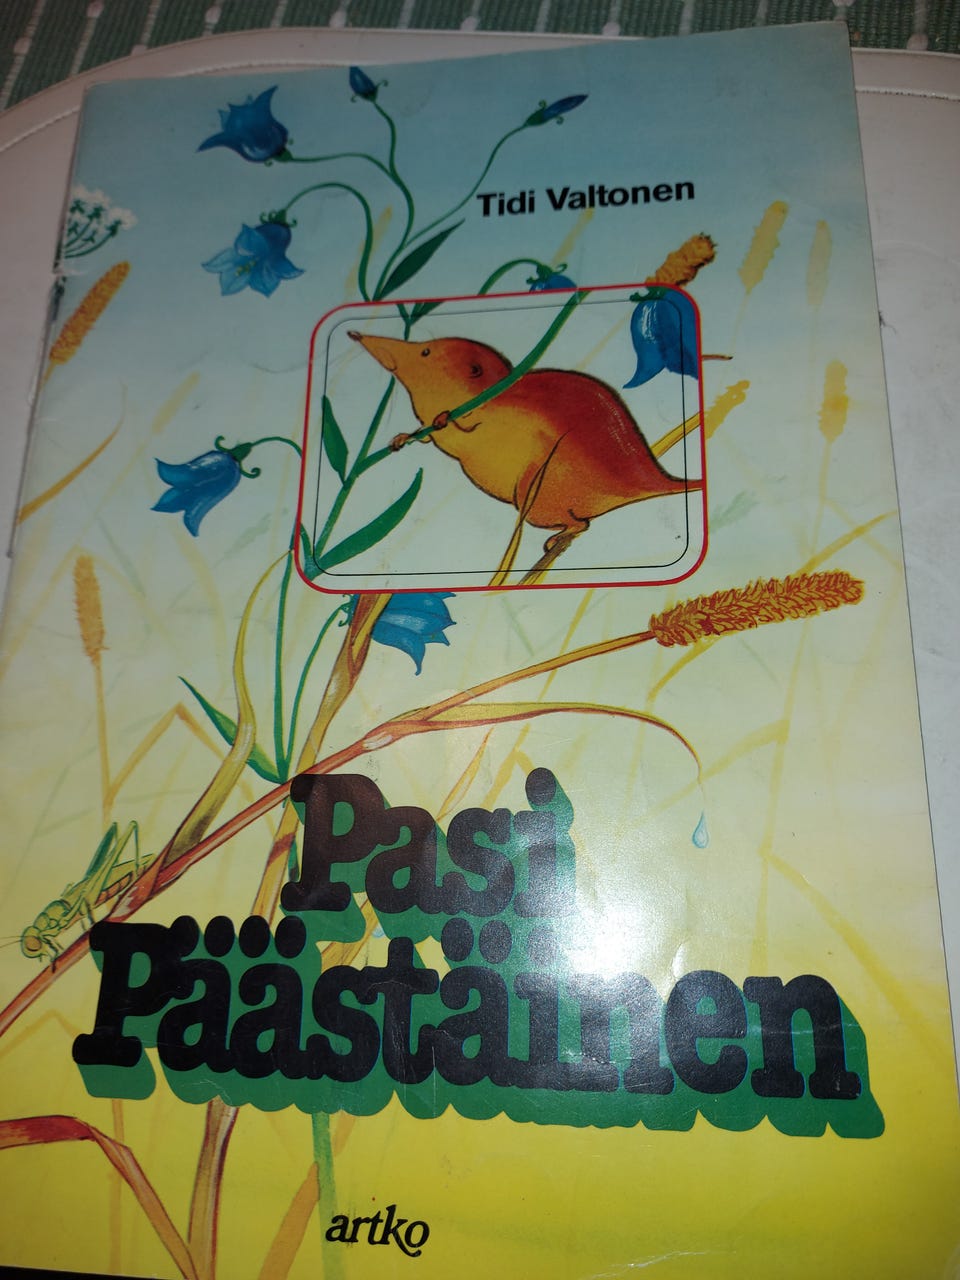 Tidi Valtonen
Pasi
Päästäinen
artko